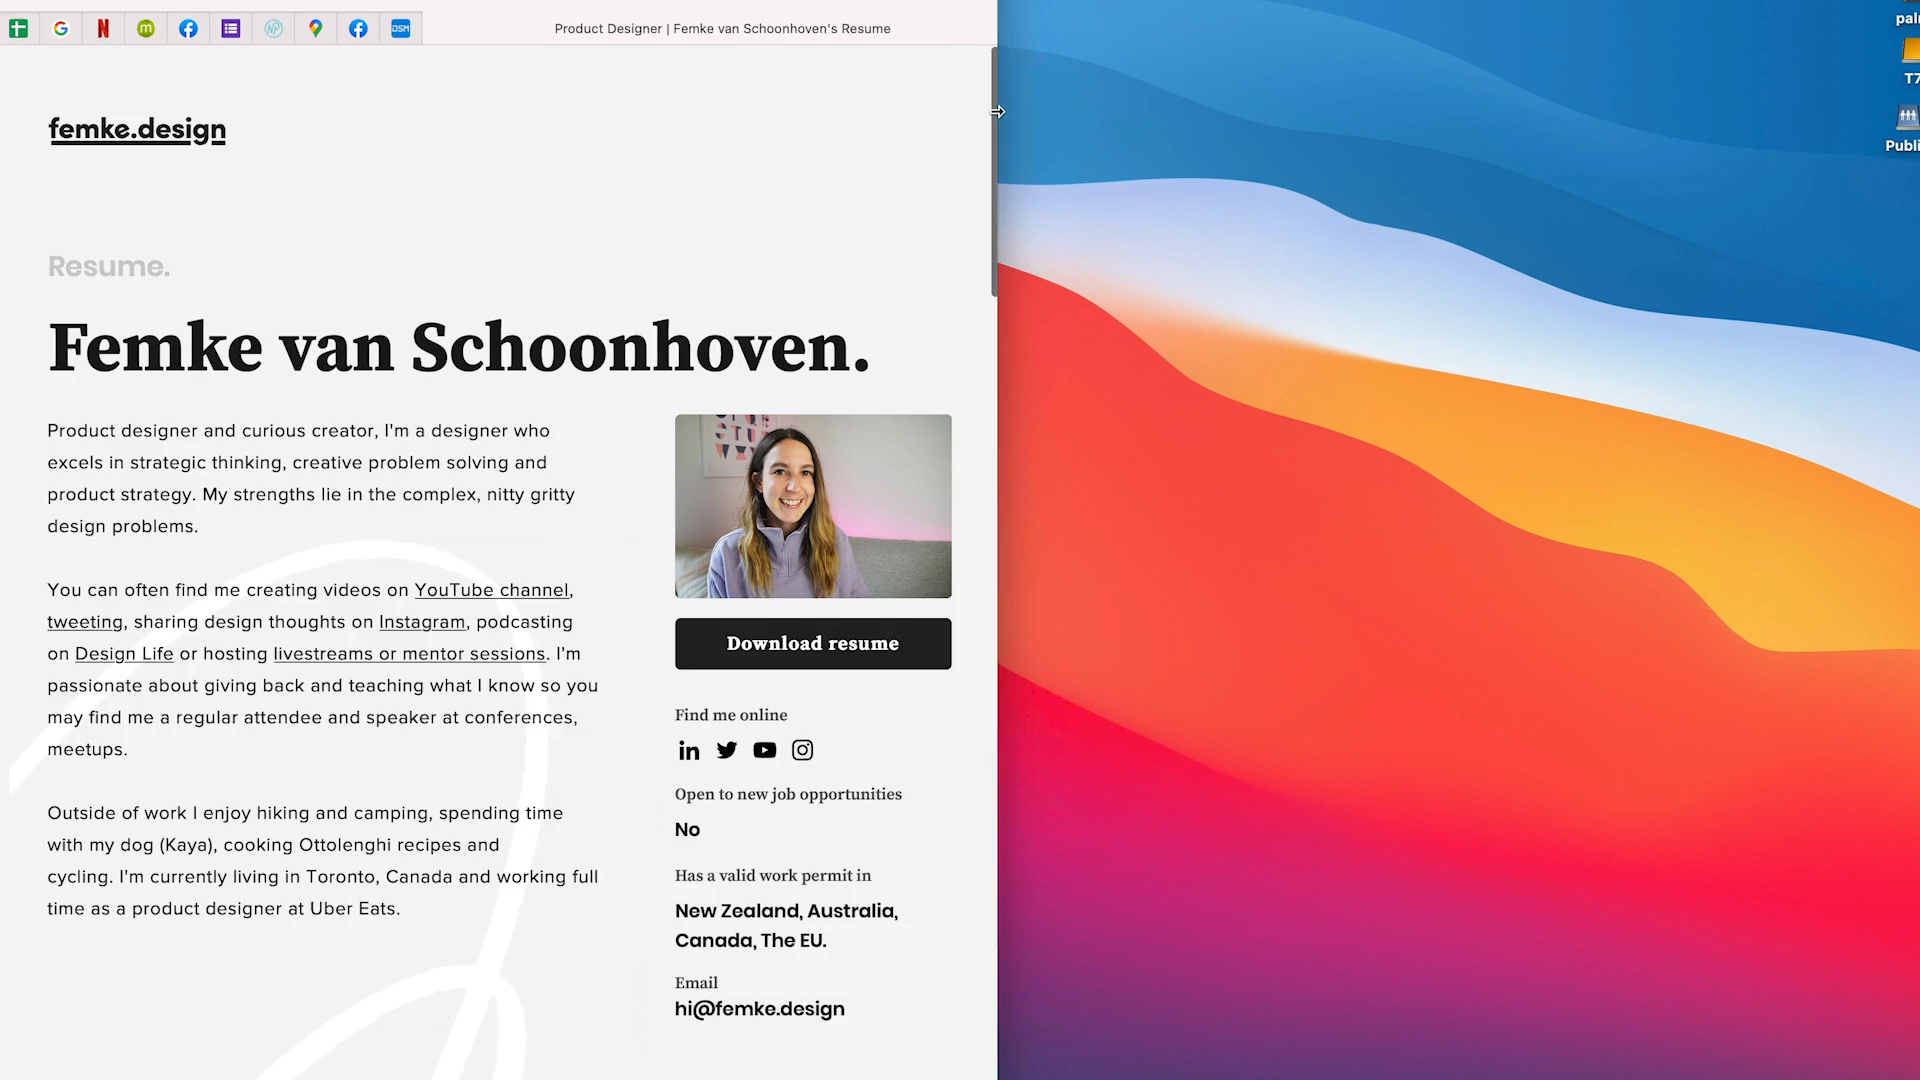 Product Designer | Femke van Schoonhoven's Resume
femke.design
Resume.
Femke van Schoonhoven.
Product designer and curious creator, I'm a designer who
excels in strategic thinking, creative problem solving and
product strategy. My strengths lie in the complex, nitty gritty
design problems.
You can often find me creating videos on YouTube channel,
tweeting, sharing design thoughts on Instagram, podcasting
on Design Life or hosting livestreams or mentor sessions. I'm
passionate about giving back and teaching what I know so you
may find me a regular attendee and speaker at conferences,
meetups.
Outside of work I enjoy hiking and camping, spending time
with my dog (Kaya), cooking Ottolenghi recipes and
cycling. I'm currently living in Toronto, Canada and working full
time as a product designer at Uber Eats.
Download resume
Find me online
Open to new job opportunities
No
Has a valid work permit in
New Zealand, Australia,
Canada, The EU.
Email
hi@femke.design
T7